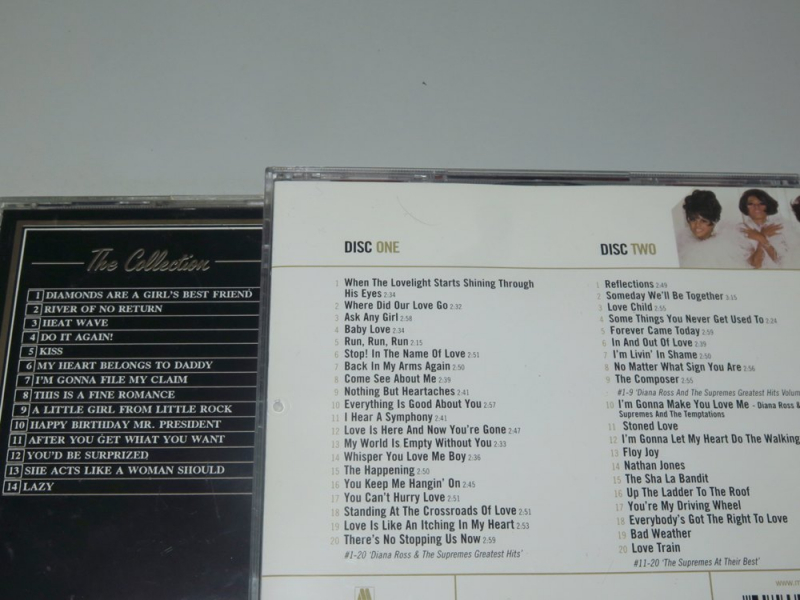 The Collection
1 DIAMONDS ARE A GIRL'S BEST FRIEND
2 RIVER OF NO RETURN
3 HEAT WAVE
4 DO IT AGAIN!
5 KISS
6 MY HEART BELONGS TO DADDY
7 I'M GONNA FILE MY CLAIM
8 THIS IS A FINE ROMANCE
9 A LITTLE GIRL FROM LITTLE ROCK
10 HAPPY BIRTHDAY MR. PRESIDENT
11 AFTER YOU GET WHAT YOU WANT
12 YOU'D BE SURPRIZED
13 SHE ACTS LIKE A WOMAN SHOULD
14 LAZY
DISC ONE
1 When The Lovelight Starts Shining Through
His Eyes 2:34
2 Where Did Our Love Go 2:32
3 Ask Any Girl 2:58
4 Baby Love 2:34
5 Run, Run, Run 2:15
6 Stop! In The Name Of Love 2:51
7 Back In My Arms Again 2:50
8 Come See About Me 2:39
9 Nothing But Heartaches 2:41
10 Everything Is Good About You 2:57
11 I Hear A Symphony 2:41
12 Love Is Here And Now You're Gone 2:47
13 My World Is Empty Without You 2:33
14 Whisper You Love Me Boy 2:36
15 The Happening 2:50
16 You Keep Me Hangin' On 2:45
17 You Can't Hurry Love 2:51
18 Standing At The Crossroads Of Love 2:51
19 Love Is Like An Itching In My Heart 2:53
20 There's No Stopping Us Now 2:59
#1-20 'Diana Ross & The Supremes Greatest Hits'
DISC TWO
1 Reflections 2:49
2 Someday We'll Be Together 3:15
3 Love Child 2:55
4 Some Things You Never Get Used To 2:24
5 Forever Came Today 2:59
6 In And Out Of Love 2:39
7 I'm Livin' In Shame 2:50
8 No Matter What Sign You Are 2:56
9 The Composer 2:55
#1-9 'Diana Ross And The Supremes Greatest Hits Volum
10 I'm Gonna Make You Love Me - Diana Ross &
Supremes And The Temptations
11 Stoned Love
12 I'm Gonna Let My Heart Do The Walking
13 Floy Joy
14 Nathan Jones
15 The Sha La Bandit
16 Up The Ladder To The Roof
17 You're My Driving Wheel
18 Everybody's Got The Right To Love
19 Bad Weather
20 Love Train
#11-20 'The Supremes At Their Best'
M